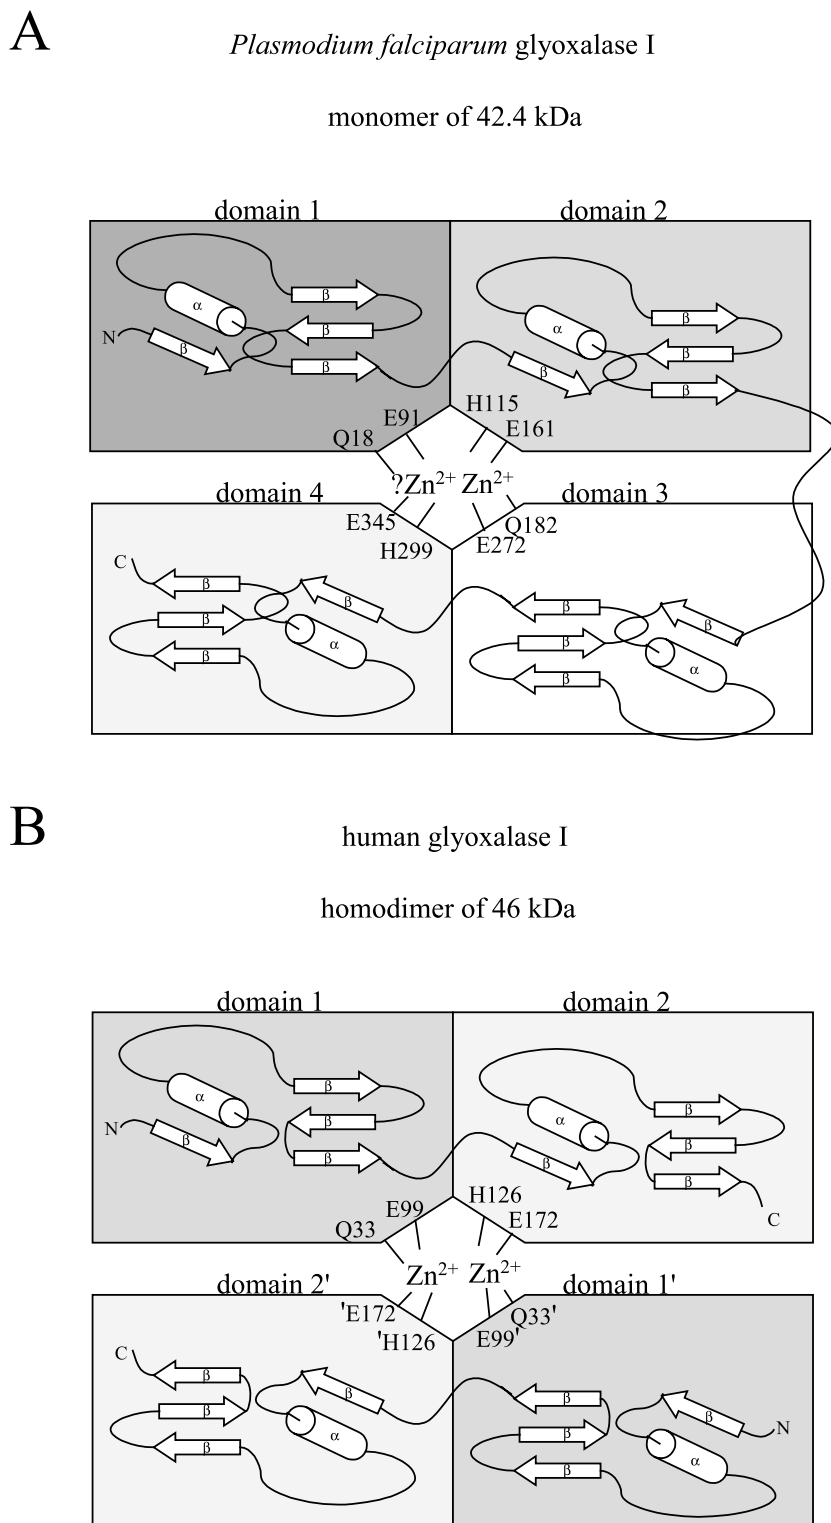 A
Plasmodium falciparum glyoxalase I
monomer of 42.4 kDa
domain 1
domain 2
α
β
β
β
β
N
α
β
β
β
β
E91
H115
Q18
E161
?Zn2+ Zn2+
domain 4
domain 3
E345
Q182
H299
E272
C
β
β
β
β
α
β
β
β
β
α
B
human glyoxalase I
homodimer of 46 kDa
domain 1
domain 2
α
β
β
β
β
N
α
β
β
β
β
C
E99
H126
Q33
E172
Zn2+ Zn2+
domain 2'
domain 1'
'E172
Q33'
'H126
E99'
C
β
β
β
β
α
β
β
β
β
N
α